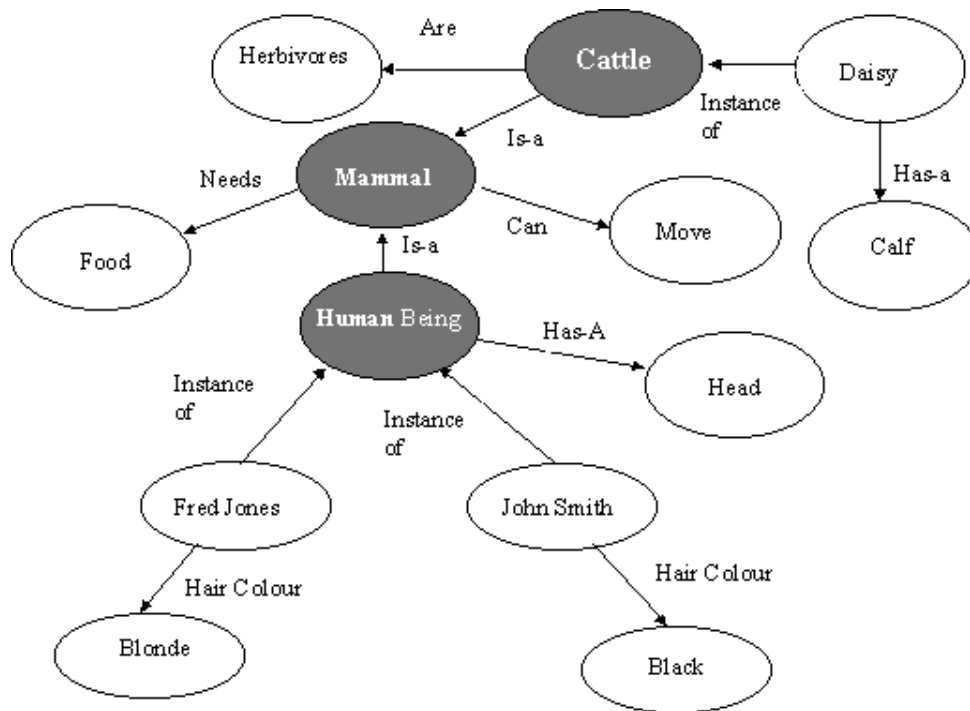 Are
Herbivores
Cattle
Daisy
Instance
of
Is-a
Needs
Mammal
Has-a
Can
Move
Calf
Food
Is-a
Human Being
Has-A
Head
Instance
of
Instance
of
Fred Jones
John Smith
Hair Colour
Hair Colour
Blonde
Black